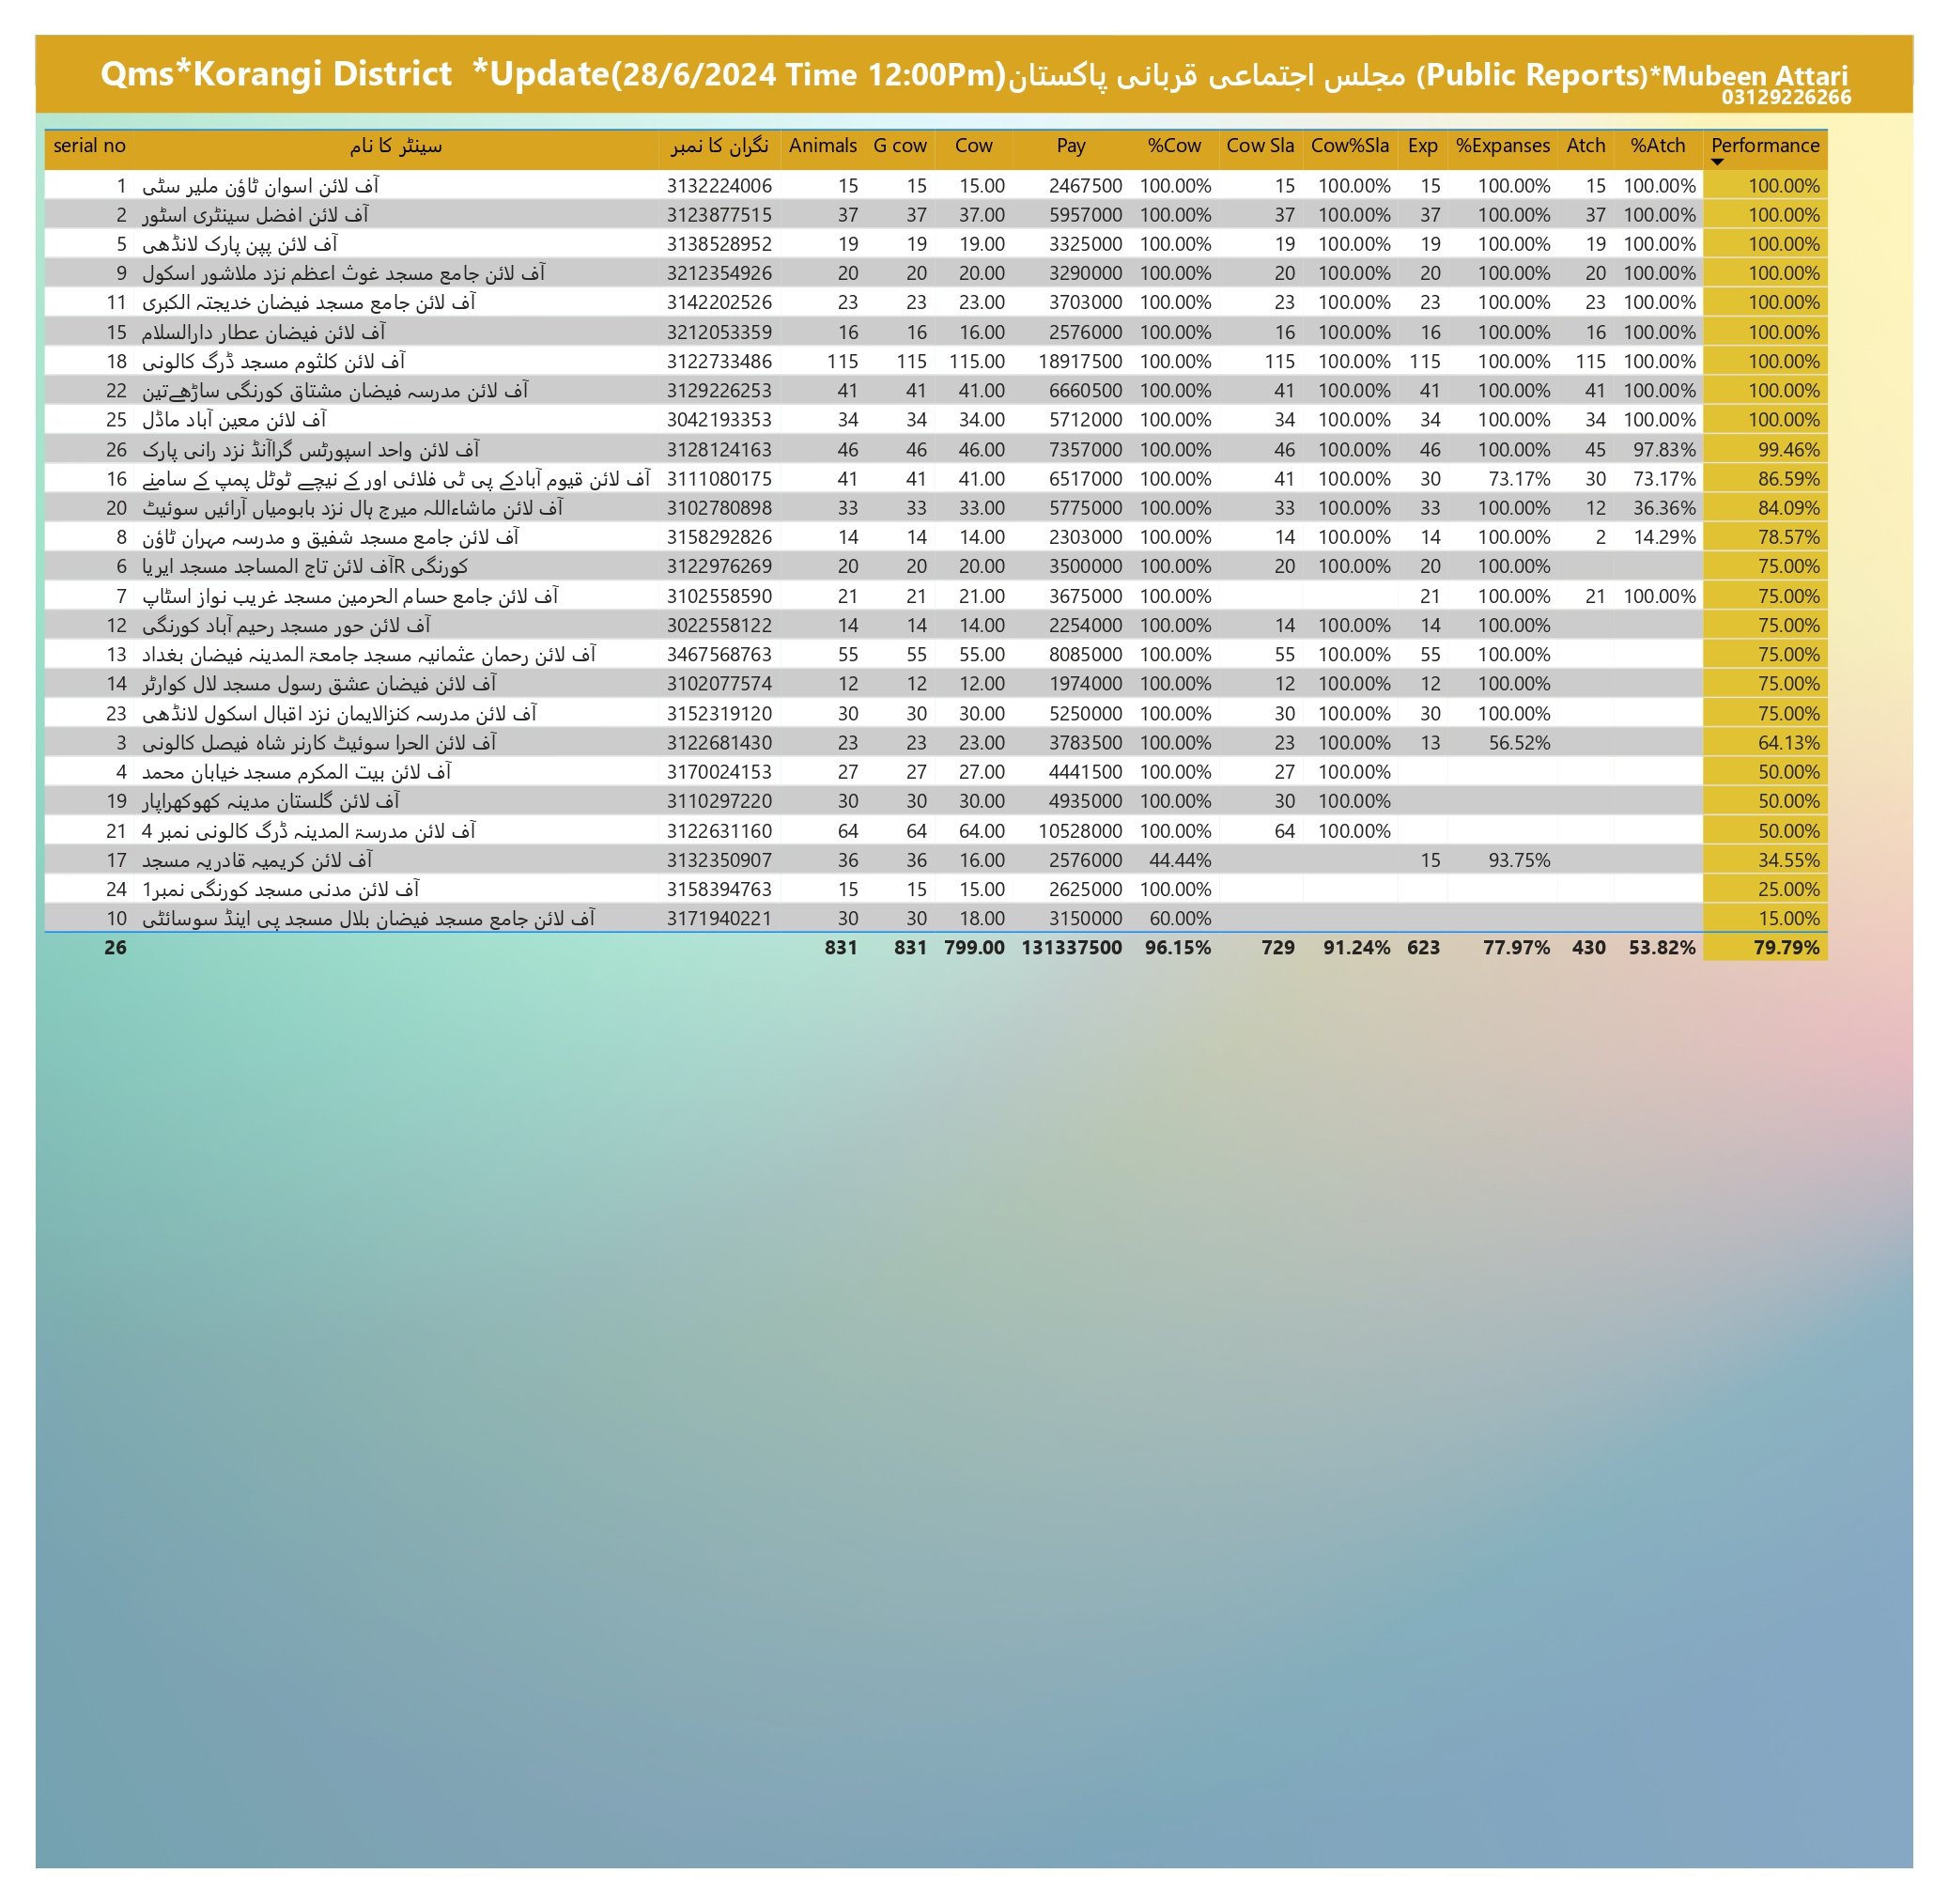 Qms*Korangi District *Update(28/6/2024 Time 12:00Pm)مجلس اجتماعی قربانی پاکستان (Public Reports)*Mubeen Attari
03129226266
serial no سینٹر کا نام نگران کا نمبر Animals G cow Cow Pay %Cow Cow Sla Cow%Sla Exp %Expanses Atch %Atch Performance
1 آف لائن اسوان ٹاؤن ملیر سٹی 3132224006 15 15 15.00 2467500 100.00% 15 100.00% 15 100.00% 15 100.00% 100.00%
2 آف لائن افضل سینٹری اسٹور 3123877515 37 37 37.00 5957000 100.00% 37 100.00% 37 100.00% 37 100.00% 100.00%
5 آف لائن پپن پارک لانڈھی 3138528952 19 19 19.00 3325000 100.00% 19 100.00% 19 100.00% 19 100.00% 100.00%
9 آف لائن جامع مسجد غوث اعظم نزد ملاشور اسکول 3212354926 20 20 20.00 3290000 100.00% 20 100.00% 20 100.00% 20 100.00% 100.00%
11 آف لائن جامع مسجد فیضان خدیجتہ الکبری 3142202526 23 23 23.00 3703000 100.00% 23 100.00% 23 100.00% 23 100.00% 100.00%
15 آف لائن فیضان عطار دارالسلام 3212053359 16 16 16.00 2576000 100.00% 16 100.00% 16 100.00% 16 100.00% 100.00%
18 آف لائن کلثوم مسجد ڈرگ کالونی 3122733486 115 115 115.00 18917500 100.00% 115 100.00% 115 100.00% 115 100.00% 100.00%
22 آف لائن مدرسہ فیضان مشتاق کورنگی ساڑھےتین 3129226253 41 41 41.00 6660500 100.00% 41 100.00% 41 100.00% 41 100.00% 100.00%
25 آف لائن معین آباد ماڈل 3042193353 34 34 34.00 5712000 100.00% 34 100.00% 34 100.00% 34 100.00% 100.00%
26 آف لائن واحد اسپورٹس گراآنڈ نزد رانی پارک 3128124163 46 46 46.00 7357000 100.00% 46 100.00% 46 100.00% 45 97.83% 99.46%
16 آف لائن قیوم آبادکے پی ٹی فلائی اور کے نیچے ٹوٹل پمپ کے سامنے 3111080175 41 41 41.00 6517000 100.00% 41 100.00% 30 73.17% 30 73.17% 86.59%
20 آف لائن ماشاءاللہ میرج ہال نزد بابومیاں آرائیں سوئیٹ 3102780898 33 33 33.00 5775000 100.00% 33 100.00% 33 100.00% 12 36.36% 84.09%
8 آف لائن جامع مسجد شفیق و مدرسہ مہران ٹاؤن 3158292826 14 14 14.00 2303000 100.00% 14 100.00% 14 100.00% 2 14.29% 78.57%
6 آف لائن تاج المساجد مسجد ایریاR کورنگی 3122976269 20 20 20.00 3500000 100.00% 20 100.00% 20 100.00% 75.00%
7 آف لائن جامع حسام الحرمین مسجد غریب نواز اسٹاپ 3102558590 21 21 21.00 3675000 100.00% 21 100.00% 21 100.00% 75.00%
12 آف لائن حور مسجد رحیم آباد کورنگی 3022558122 14 14 14.00 2254000 100.00% 14 100.00% 14 100.00% 75.00%
13 آف لائن رحمان عثمانیہ مسجد جامعۃ المدینہ فیضان بغداد 3467568763 55 55 55.00 8085000 100.00% 55 100.00% 55 100.00% 75.00%
14 آف لائن فیضان عشق رسول مسجد لال کوارٹر 3102077574 12 12 12.00 1974000 100.00% 12 100.00% 12 100.00% 75.00%
23 آف لائن مدرسہ کنزالایمان نزد اقبال اسکول لانڈھی 3152319120 30 30 30.00 5250000 100.00% 30 100.00% 30 100.00% 75.00%
3 آف لائن الحرا سوئیٹ کارنر شاہ فیصل کالونی 3122681430 23 23 23.00 3783500 100.00% 23 100.00% 13 56.52% 64.13%
4 آف لائن بیت المکرم مسجد خیابان محمد 3170024153 27 27 27.00 4441500 100.00% 27 100.00% 50.00%
19 آف لائن گلستان مدینہ کھوکھراپار 3110297220 30 30 30.00 4935000 100.00% 30 100.00% 50.00%
21 آف لائن مدرسۃ المدینہ ڈرگ کالونی نمبر 4 3122631160 64 64 64.00 10528000 100.00% 64 100.00% 50.00%
17 آف لائن کریمیہ قادریہ مسجد 3132350907 36 36 16.00 2576000 44.44% 15 93.75% 34.55%
24 آف لائن مدنی مسجد کورنگی نمبر1 3158394763 15 15 15.00 2625000 100.00% 25.00%
10 آف لائن جامع مسجد فیضان بلال مسجد پی اینڈ سوسائٹی 3171940221 30 30 18.00 3150000 60.00% 15.00%
26 831 831 799.00 131337500 96.15% 729 91.24% 623 77.97% 430 53.82% 79.79%